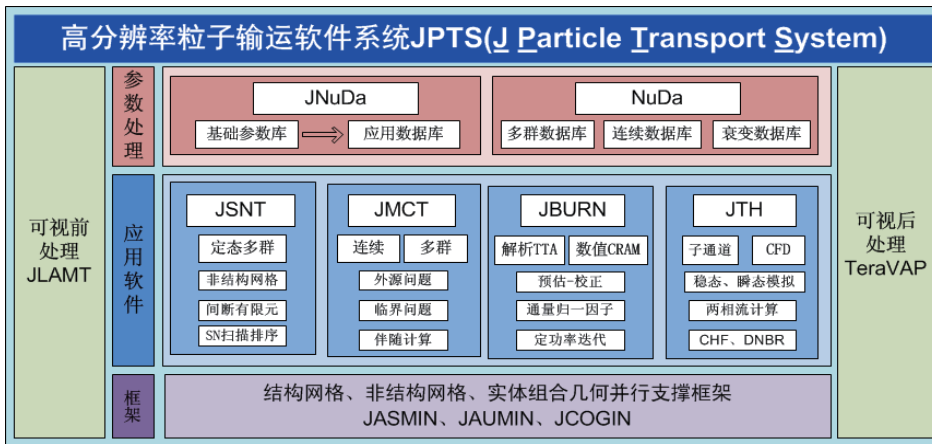 高分辨率粒子输运软件系统JPTS(J Particle Transport System)
可视前
处理
JLAMT
参
数
处
理
JNuDa
基础参数库
应用数据库
NuDa
多群数据库
连续数据库
衰变数据库
应
用
软
件
JSNT
定态多群
非结构网格
间断有限元
SN扫描排序
JMCT
连续
多群
外源问题
临界问题
伴随计算
JBURN
解析TTA
数值CRAM
预估-校正
通量归一因子
定功率迭代
JTH
子通道
CFD
稳态、瞬态模拟
两相流计算
CHF、DNBR
框
架
结构网格、非结构网格、实体组合几何并行支撑框架
JASMIN、JAUMIN、JCOGIN
可视后
处理
TeraVAP